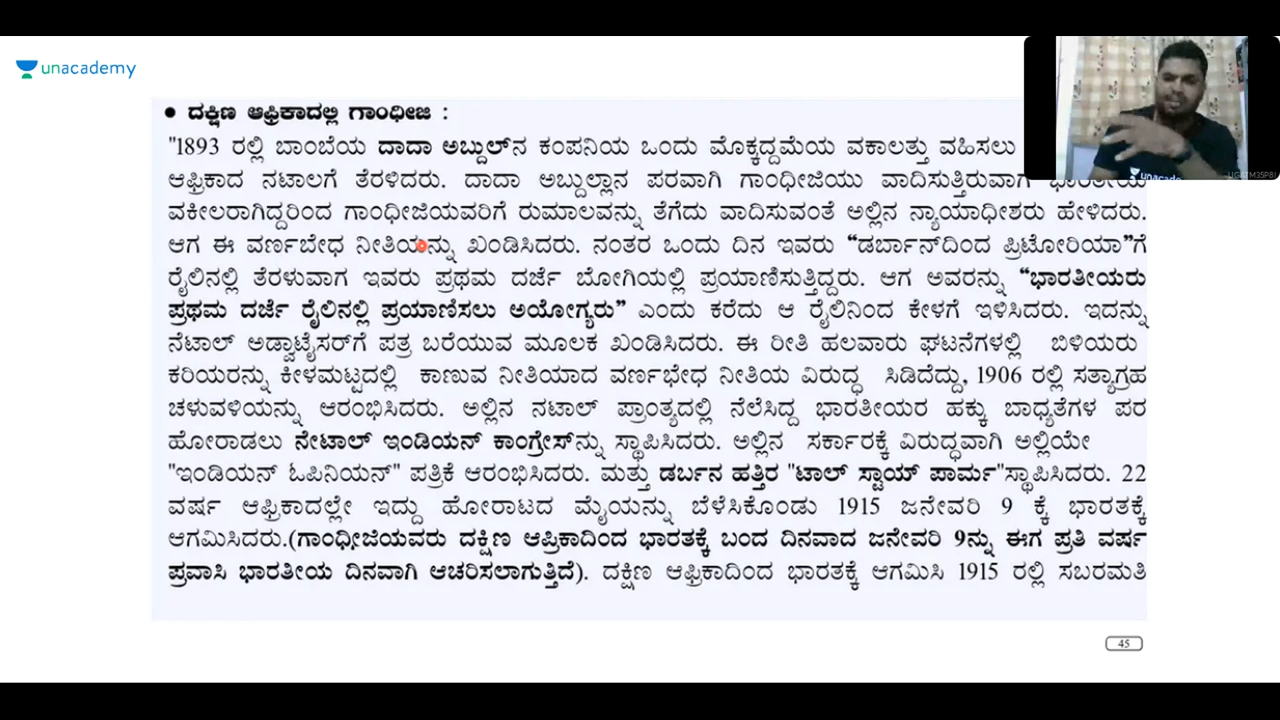 unacademy
● ದಕ್ಷಿಣ ಆಫ್ರಿಕಾದಲ್ಲಿ ಗಾಂಧೀಜಿ :
"1893 ರಲ್ಲಿ ಬಾಂಬೆಯ ದಾದಾ ಅಬ್ದುಲ್‌ನ ಕಂಪನಿಯ ಒಂದು ಮೊಕ್ಕದ್ದಮೆಯ ವಕಾಲತ್ತು ವಹಿಸಲು
ಆಫ್ರಿಕಾದ ನಟಾಲಗೆ ತೆರಳಿದರು. ದಾದಾ ಅಬ್ದುಲ್ಲಾನ ಪರವಾಗಿ ಗಾಂಧೀಜಿಯು ವಾದಿಸುತ್ತಿರುವಾಗ ಭಾರತೀಯ
ವಕೀಲರಾಗಿದ್ದರಿಂದ ಗಾಂಧೀಜಿಯವರಿಗೆ ರುಮಾಲವನ್ನು ತೆಗೆದು ವಾದಿಸುವಂತೆ ಅಲ್ಲಿನ ನ್ಯಾಯಾಧೀಶರು ಹೇಳಿದರು.
ಆಗ ಈ ವರ್ಣಬೇಧ ನೀತಿಯನ್ನು ಖಂಡಿಸಿದರು. ನಂತರ ಒಂದು ದಿನ ಇವರು “ಡರ್ಬಾನ್‌ದಿಂದ ಪ್ರಿಟೋರಿಯಾ”ಗೆ
ರೈಲಿನಲ್ಲಿ ತೆರಳುವಾಗ ಇವರು ಪ್ರಥಮ ದರ್ಜೆ ಬೋಗಿಯಲ್ಲಿ ಪ್ರಯಾಣಿಸುತ್ತಿದ್ದರು. ಆಗ ಅವರನ್ನು “ಭಾರತೀಯರು
ಪ್ರಥಮ ದರ್ಜೆ ರೈಲಿನಲ್ಲಿ ಪ್ರಯಾಣಿಸಲು ಅಯೋಗ್ಯರು” ಎಂದು ಕರೆದು ಆ ರೈಲಿನಿಂದ ಕೇಳಗೆ ಇಳಿಸಿದರು. ಇದನ್ನು
ನೆಟಾಲ್ ಅಡ್ವಾಟೈಸರ್‌ಗೆ ಪತ್ರ ಬರೆಯುವ ಮೂಲಕ ಖಂಡಿಸಿದರು. ಈ ರೀತಿ ಹಲವಾರು ಘಟನೆಗಳಲ್ಲಿ ಬಿಳಿಯರು
ಕರಿಯರನ್ನು ಕೀಳಮಟ್ಟದಲ್ಲಿ ಕಾಣುವ ನೀತಿಯಾದ ವರ್ಣಭೇಧ ನೀತಿಯ ವಿರುದ್ಧ ಸಿಡಿದೆದ್ದು, 1906 ರಲ್ಲಿ ಸತ್ಯಾಗ್ರಹ
ಚಳುವಳಿಯನ್ನು ಆರಂಭಿಸಿದರು. ಅಲ್ಲಿನ ನಟಾಲ್ ಪ್ರಾಂತ್ಯದಲ್ಲಿ ನೆಲೆಸಿದ್ದ ಭಾರತೀಯರ ಹಕ್ಕು ಬಾಧ್ಯತೆಗಳ ಪರ
ಹೋರಾಡಲು ನೇಟಾಲ್ ಇಂಡಿಯನ್ ಕಾಂಗ್ರೇಸ್‌ನ್ನು ಸ್ಥಾಪಿಸಿದರು. ಅಲ್ಲಿನ ಸರ್ಕಾರಕ್ಕೆ ವಿರುದ್ಧವಾಗಿ ಅಲ್ಲಿಯೇ
"ಇಂಡಿಯನ್ ಓಪಿನಿಯನ್" ಪತ್ರಿಕೆ ಆರಂಭಿಸಿದರು. ಮತ್ತು ಡರ್ಬನ ಹತ್ತಿರ "ಟಾಲ್ ಸ್ಟಾಯ್ ಪಾರ್ಮ"ಸ್ಥಾಪಿಸಿದರು. 22
ವರ್ಷ ಆಫ್ರಿಕಾದಲ್ಲೇ ಇದ್ದು ಹೋರಾಟದ ಮೈಯನ್ನು ಬೆಳೆಸಿಕೊಂಡು 1915 ಜನೇವರಿ 9 ಕ್ಕೆ ಭಾರತಕ್ಕೆ
ಆಗಮಿಸಿದರು.(ಗಾಂಧೀಜಿಯವರು ದಕ್ಷಿಣ ಆಪ್ರಿಕಾದಿಂದ ಭಾರತಕ್ಕೆ ಬಂದ ದಿನವಾದ ಜನೇವರಿ 9ನ್ನು ಈಗ ಪ್ರತಿ ವರ್ಷ
ಪ್ರವಾಸಿ ಭಾರತೀಯ ದಿನವಾಗಿ ಆಚರಿಸಲಾಗುತ್ತಿದೆ). ದಕ್ಷಿಣ ಆಫ್ರಿಕಾದಿಂದ ಭಾರತಕ್ಕೆ ಆಗಮಿಸಿ 1915 ರಲ್ಲಿ ಸಬರಮತಿ
45
unacademy